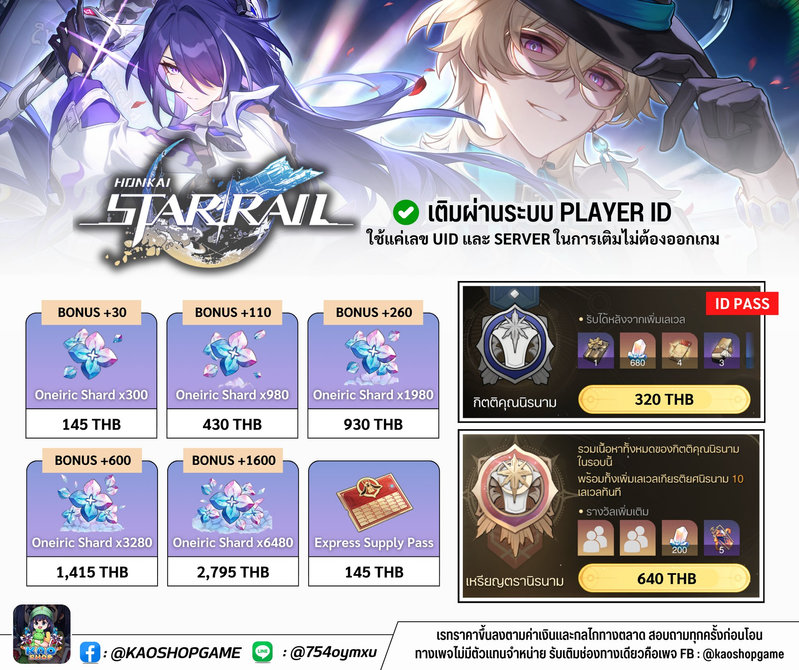 HONKAI
STAR RAIL
เติมผ่านระบบ PLAYER ID
ใช้แค่เลข UID และ SERVER ในการเติมไม่ต้องออกเกม
BONUS +30
Oneiric Shard x300
145 THB
BONUS +110
Oneiric Shard x980
430 THB
BONUS +260
Oneiric Shard x1980
930 THB
BONUS +600
Oneiric Shard x3280
1,415 THB
BONUS +1600
Oneiric Shard x6480
2,795 THB
Express Supply Pass
145 THB
ID PASS
• รับได้หลังจากเพิ่มเลเวล
1
680
4
3
กิตติคุณนิรนาม
320 THB
รวมเนื้อหาทั้งหมดของกิตติคุณนิรนาม
ในรอบนี้
พร้อมทั้งเพิ่มเลเวลเกียรติยศนิรนาม 10
เลเวลทันที
• รางวัลเพิ่มเติม
200
5
เหรียญตรานิรนาม
640 THB
KAO
SHOP
: @KAOSHOPGAME
LINE
: @754oymxu
เรทราคาขึ้นลงตามค่าเงินและกลไกทางตลาด สอบถามทุกครั้งก่อนโอน
ทางเพจไม่มีตัวแทนจำหน่าย รับเติมช่องทางเดียวคือเพจ FB : @kaoshopgame